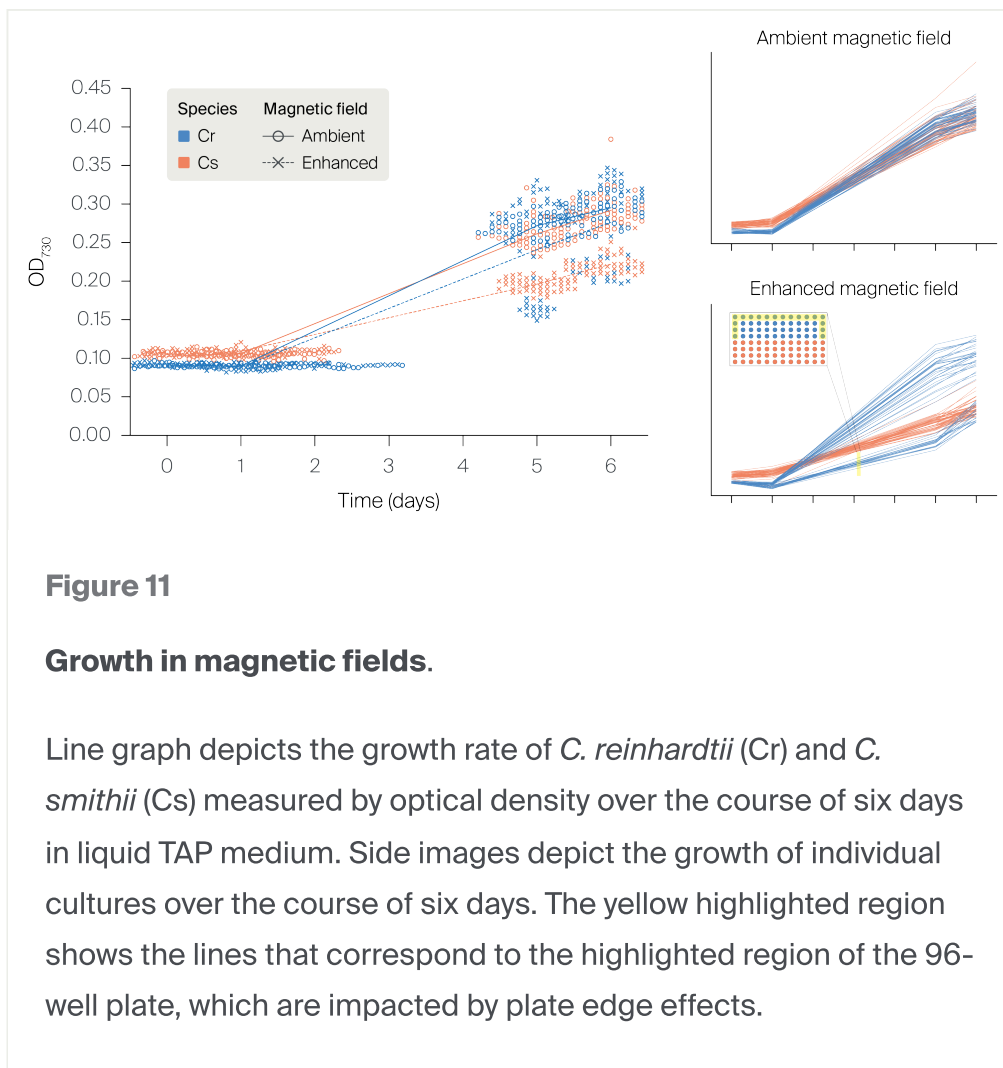 Ambient magnetic field
0.45
0.40
0.35
0.30
0.25
0.20
0.15
0.10
0.05
0.00
OD730
Species Magnetic field
Cr Ambient
Cs Enhanced
0 1 2 3 4 5 6
Time (days)
Enhanced magnetic field
Figure 11
Growth in magnetic fields.
Line graph depicts the growth rate of C. reinhardtii (Cr) and C.
smithii (Cs) measured by optical density over the course of six days
in liquid TAP medium. Side images depict the growth of individual
cultures over the course of six days. The yellow highlighted region
shows the lines that correspond to the highlighted region of the 96-
well plate, which are impacted by plate edge effects.